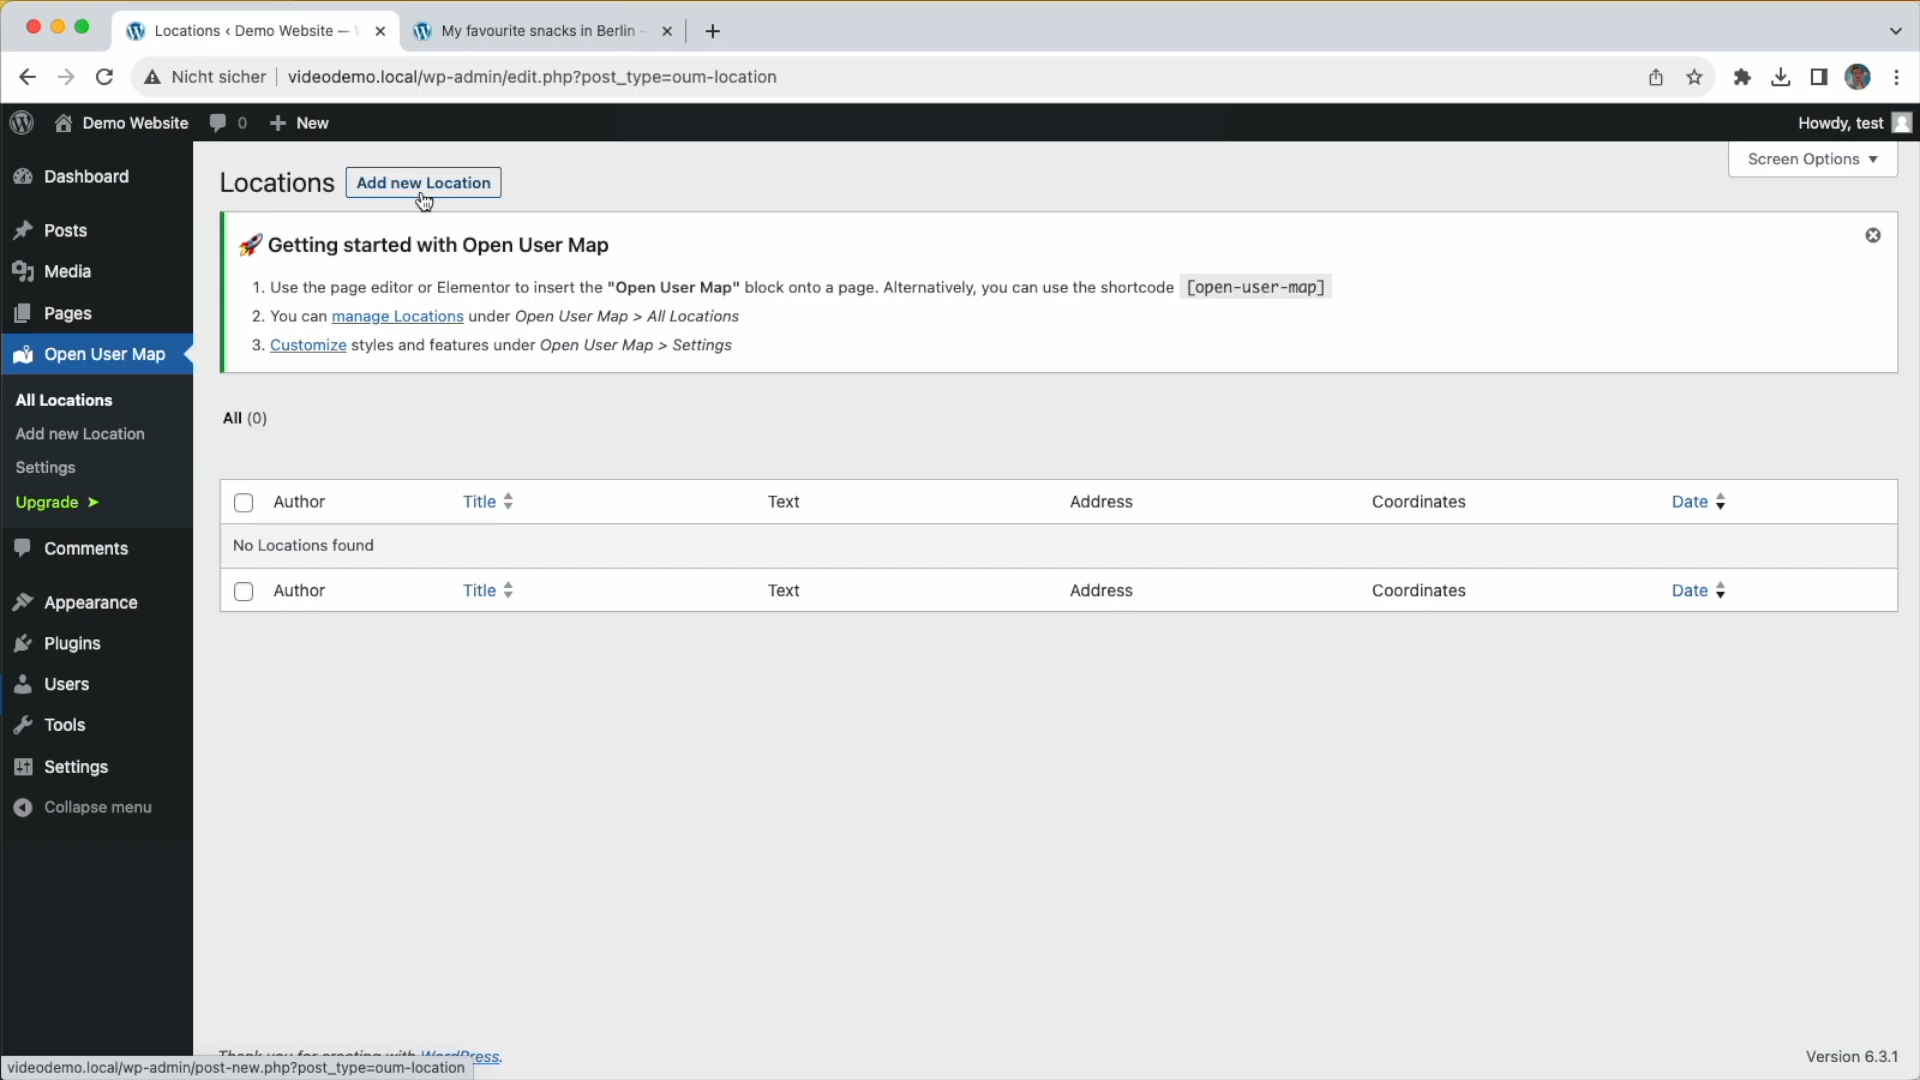 Locations ‹ Demo Website —
My favourite snacks in Berlin -
Nicht sicher
videodemo.local/wp-admin/edit.php?post_type=oum-location
Demo Website
0
New
Howdy, test
Screen Options ▼
Dashboard
Posts
Media
Pages
Open User Map
All Locations
Add new Location
Settings
Upgrade ➤
Comments
Appearance
Plugins
Users
Tools
Settings
Collapse menu
Locations
Add new Location
🚀 Getting started with Open User Map
1. Use the page editor or Elementor to insert the "Open User Map" block onto a page. Alternatively, you can use the shortcode [open-user-map]
2. You can manage Locations under Open User Map > All Locations
3. Customize styles and features under Open User Map > Settings
All (0)
Author Title Text Address Coordinates Date
No Locations found
Author Title Text Address Coordinates Date
Thank you for creating with WordPress.
Version 6.3.1
videodemo.local/wp-admin/post-new.php?post_type=oum-location